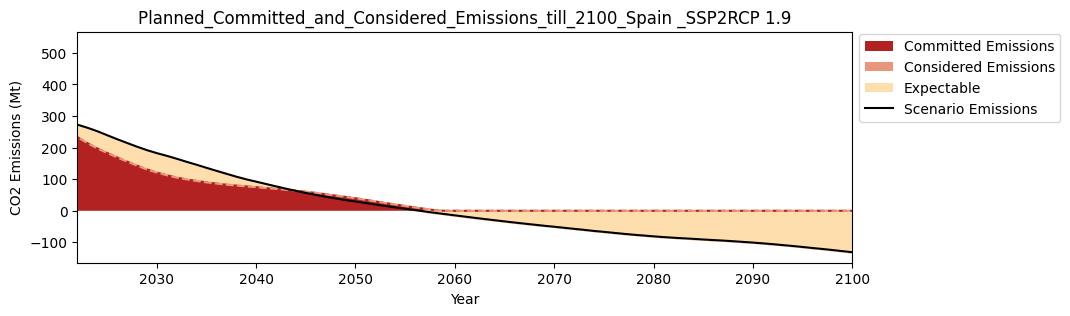 Planned_Committed_and_Considered_Emissions_till_2100_Spain _SSP2RCP 1.9
CO2 Emissions (Mt)
500
400
300
200
100
0
−100
2030
2040
2050
2060
2070
2080
2090
2100
Year
Committed Emissions
Considered Emissions
Expectable
Scenario Emissions